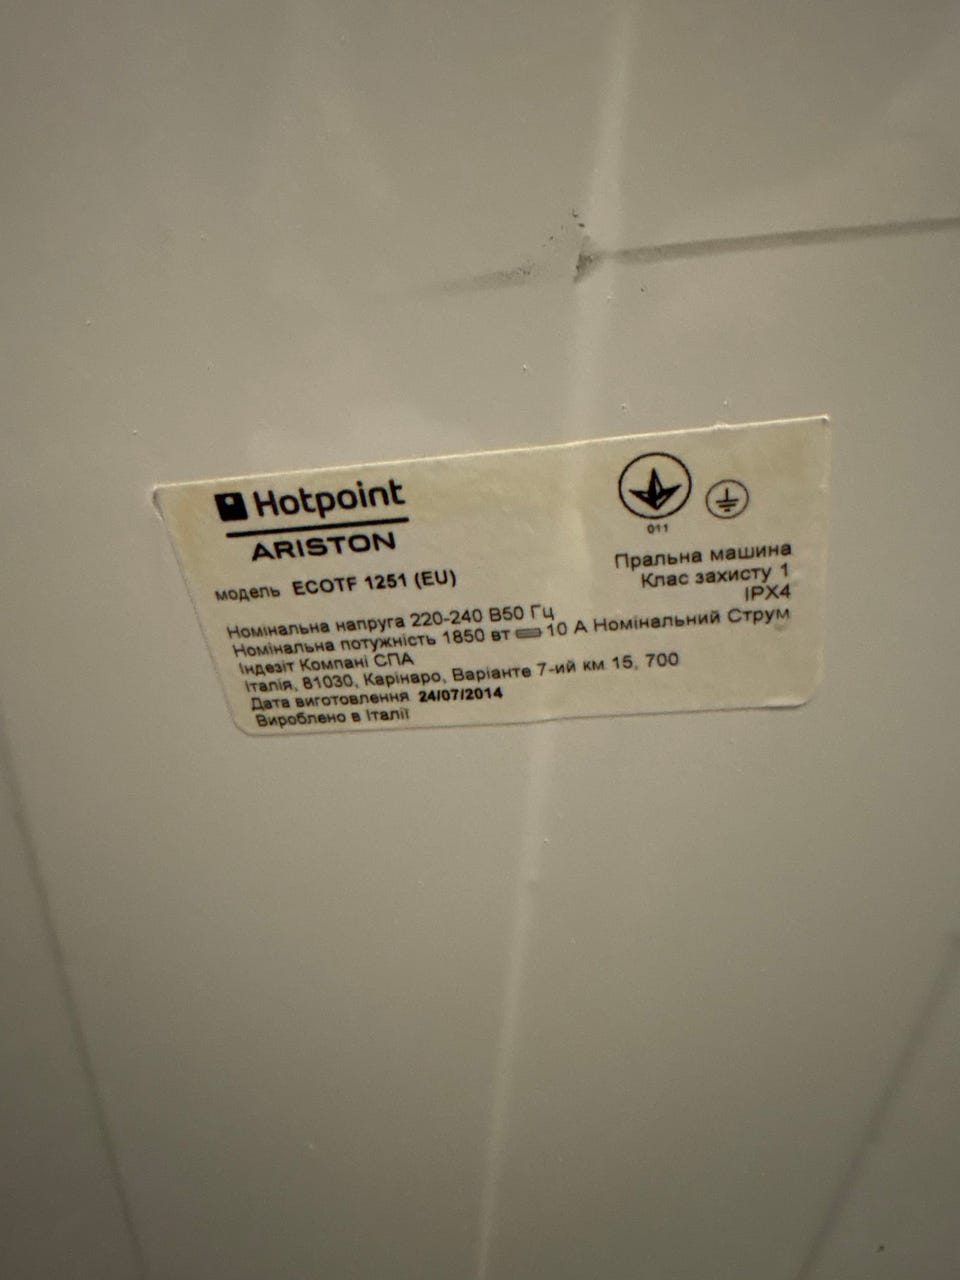 Hotpoint
ARISTON
011
модель ECOTF 1251 (EU)
Пральна машина
Клас захисту 1
IPX4
Номінальна напруга 220-240 В50 Гц
Номінальна потужність 1850 вт 10 А Номінальний Струм
Індезіт Компані СПА
Італія, 81030, Карінаро, Варіанте 7-ий км 15, 700
Дата виготовлення 24/07/2014
Вироблено в Італії